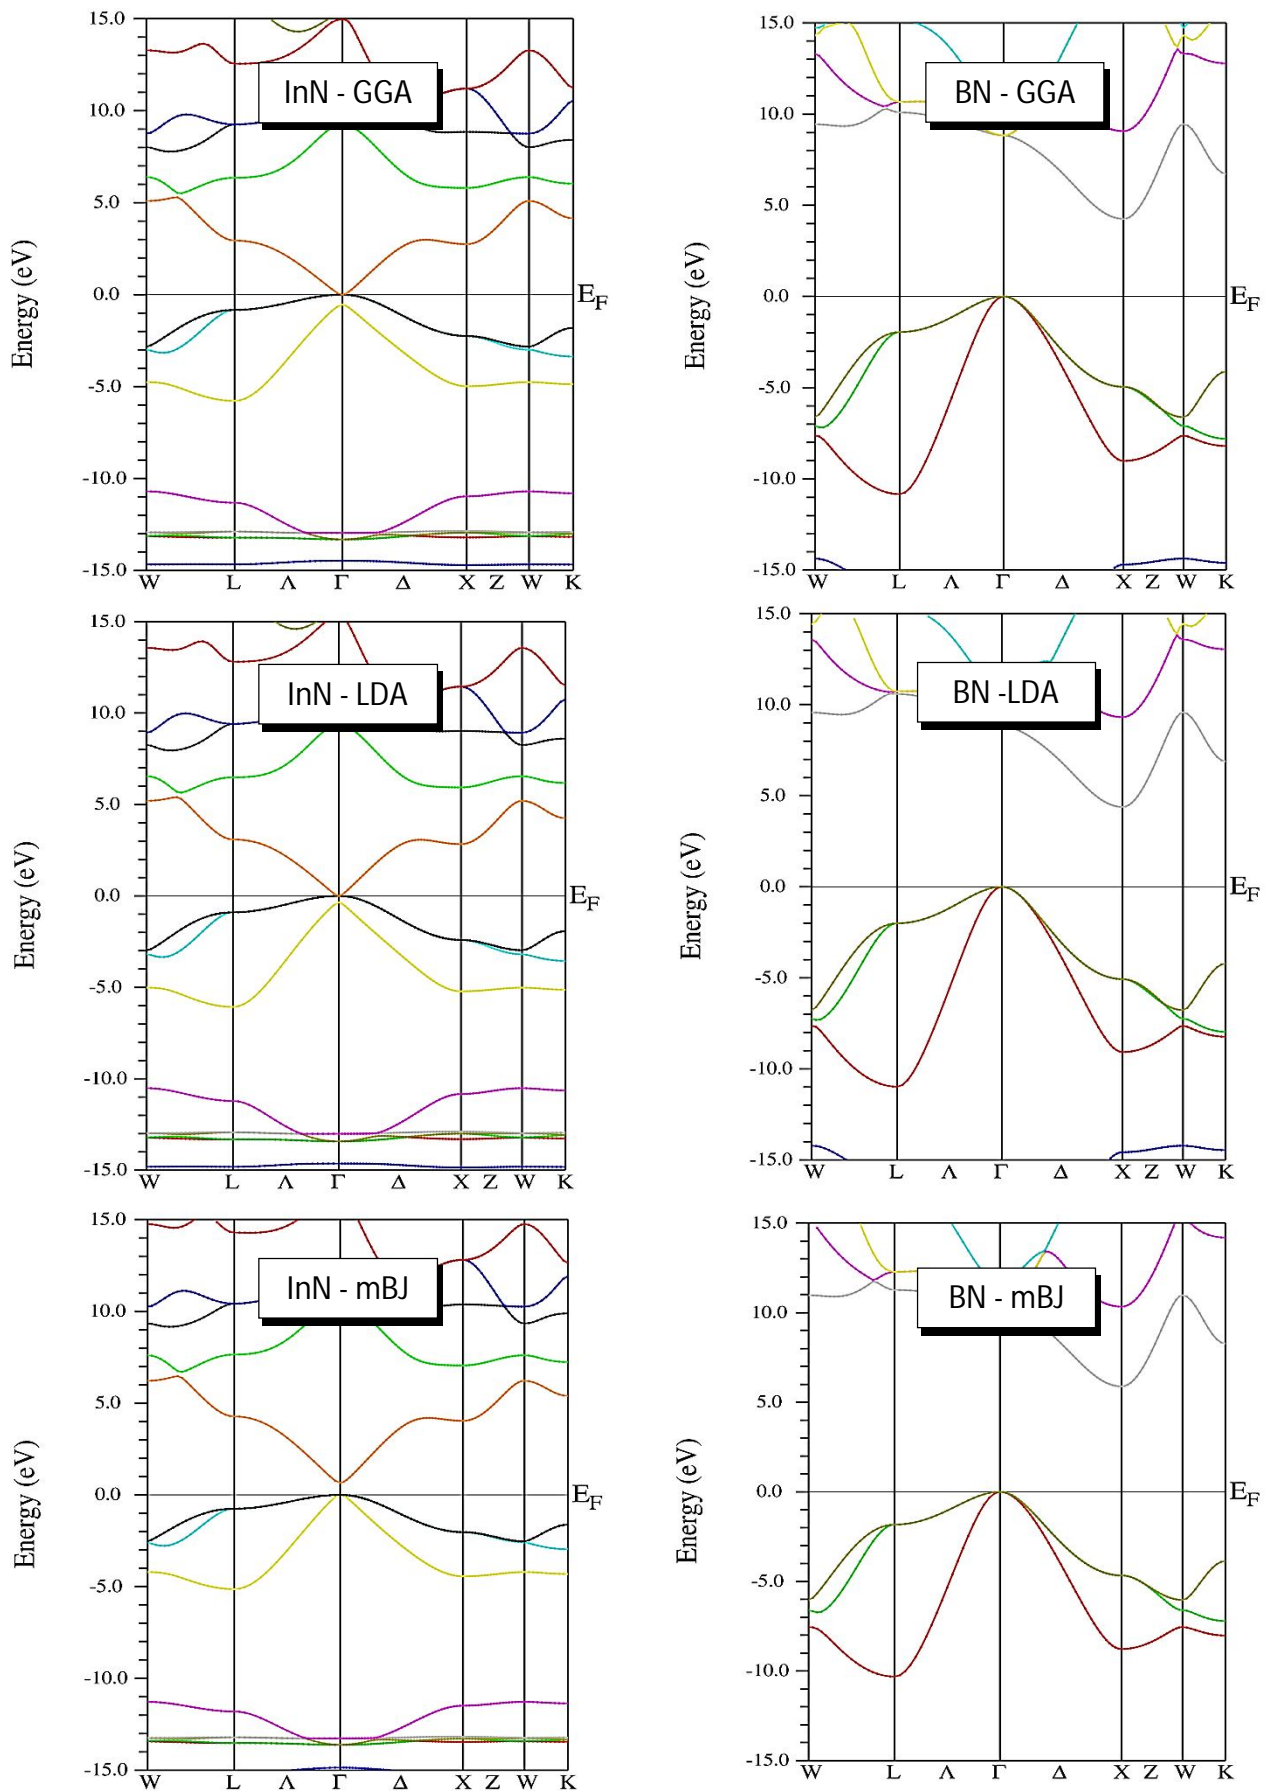 InN - GGA
Energy (eV)
15.0
10.0
5.0
0.0
-5.0
-10.0
-15.0
E_F
W L Λ Γ Δ X Z W K
BN - GGA
Energy (eV)
15.0
10.0
5.0
0.0
-5.0
-10.0
-15.0
E_F
W L Λ Γ Δ X Z W K
InN - LDA
Energy (eV)
15.0
10.0
5.0
0.0
-5.0
-10.0
-15.0
E_F
W L Λ Γ Δ X Z W K
BN -LDA
Energy (eV)
15.0
10.0
5.0
0.0
-5.0
-10.0
-15.0
E_F
W L Λ Γ Δ X Z W K
InN - mBJ
Energy (eV)
15.0
10.0
5.0
0.0
-5.0
-10.0
-15.0
E_F
W L Λ Γ Δ X Z W K
BN - mBJ
Energy (eV)
15.0
10.0
5.0
0.0
-5.0
-10.0
-15.0
E_F
W L Λ Γ Δ X Z W K